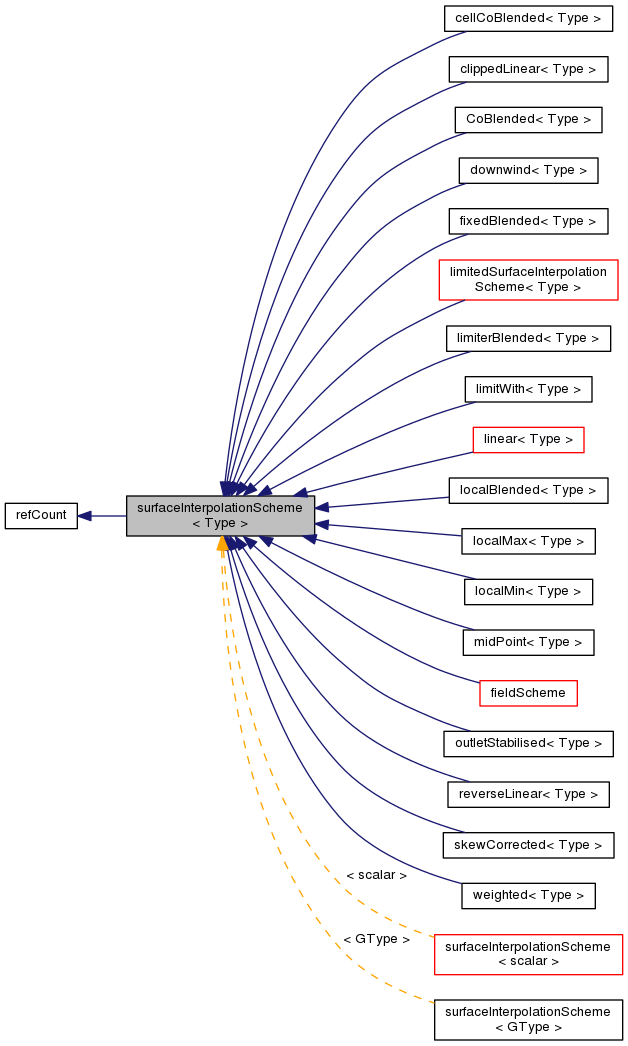 cellCoBlended< Type >
clippedLinear< Type >
CoBlended< Type >
downwind< Type >
fixedBlended< Type >
limitedSurfaceInterpolation
Scheme< Type >
limiterBlended< Type >
limitWith< Type >
linear< Type >
localBlended< Type >
refCount
surfaceInterpolationScheme
< Type >
localMax< Type >
localMin< Type >
midPoint< Type >
fieldScheme
outletStabilised< Type >
reverseLinear< Type >
skewCorrected< Type >
< scalar >
weighted< Type >
< GType >
surfaceInterpolationScheme
< scalar >
surfaceInterpolationScheme
< GType >